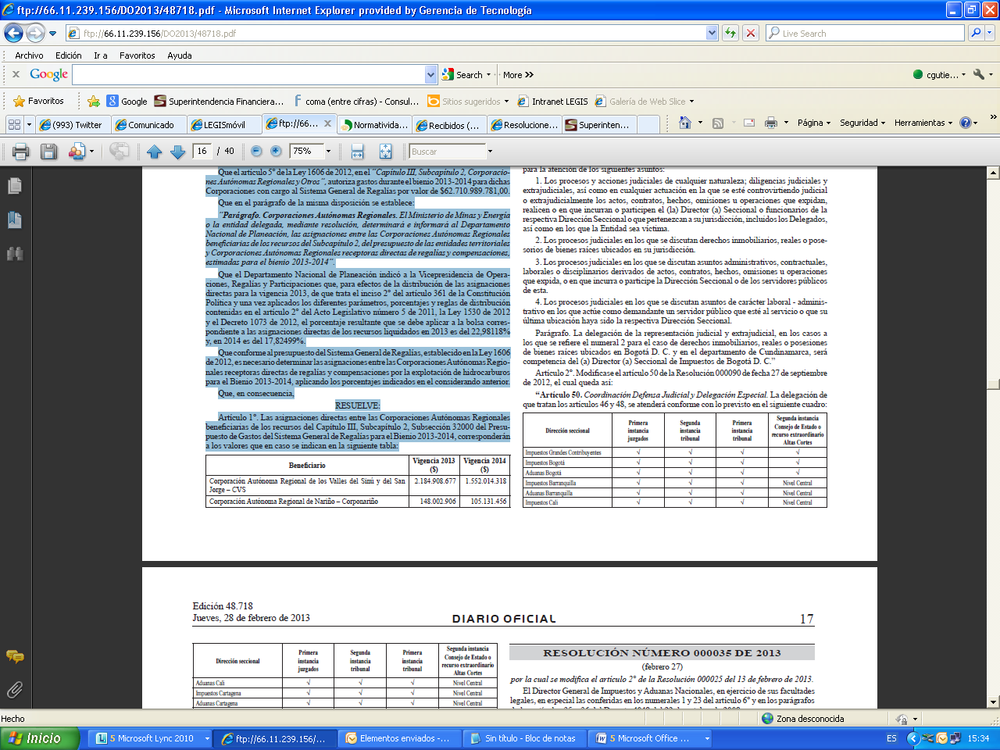 ftp://66.11.239.156/DO2013/48718.pdf - Microsoft Internet Explorer provided by Gerencia de Tecnología
ftp://66.11.239.156/DO2013/48718.pdf
Live Search
Archivo Edición Ir a Favoritos Ayuda
x Google Search More » cgutie...
Favoritos Google Superintendencia Financiera... coma (entre cifras) - Consul... Sitios sugeridos Intranet LEGIS Galería de Web Slice
(993) Twitter Comunicado LEGISmóvil ftp://66... Normativida... Recibidos (... Resolucione... Superinten... Página Seguridad Herramientas »
16 / 40 75% Buscar
Que el artículo 5° de la Ley 1606 de 2012, en el "Capítulo III, Subcapítulo 2, Corporacio-
nes Autónomas Regionales y Otros", autoriza gastos durante el bienio 2013-2014 para dichas
Corporaciones con cargo al Sistema General de Regalías por valor de $62.710.989.781,00.
Que en el parágrafo de la misma disposición se establece:
"Parágrafo. Corporaciones Autónomas Regionales. El Ministerio de Minas y Energía
o la entidad delegada, mediante resolución, determinará e informará al Departamento
Nacional de Planeación, las asignaciones entre las Corporaciones Autónomas Regionales
beneficiarias de los recursos del Subcapítulo 2, del presupuesto de las entidades territoriales
y Corporaciones Autónomas Regionales receptoras directas de regalías y compensaciones,
estimadas para el bienio 2013-2014".
Que el Departamento Nacional de Planeación indicó a la Vicepresidencia de Opera-
ciones, Regalías y Participaciones que, para efectos de la distribución de las asignaciones
directas para la vigencia 2013, de que trata el inciso 2° del artículo 361 de la Constitución
Política y una vez aplicados los diferentes parámetros, porcentajes y reglas de distribución
contenidas en el artículo 2° del Acto Legislativo número 5 de 2011, la Ley 1530 de 2012
y el Decreto 1073 de 2012, el porcentaje resultante que se debe aplicar a la bolsa corres-
pondiente a las asignaciones directas de los recursos liquidados en 2013 es del 22,98118%
y, en 2014 es del 17,82499%.
Que conforme al presupuesto del Sistema General de Regalías, establecido en la Ley 1606
de 2012, es necesario determinar las asignaciones entre las Corporaciones Autónomas Regio-
nales receptoras directas de regalías y compensaciones por la explotación de hidrocarburos
para el Bienio 2013-2014, aplicando los porcentajes indicados en el considerando anterior.
Que, en consecuencia,
RESUELVE:
Artículo 1°. Las asignaciones directas entre las Corporaciones Autónomas Regionales
beneficiarias de los recursos del Capítulo III, Subcapítulo 2, Subsección 32000 del Presu-
puesto de Gastos del Sistema General de Regalías para el Bienio 2013-2014, corresponderán
a los valores que en caso se indican en la siguiente tabla:
Beneficiario Vigencia 2013 ($) Vigencia 2014 ($)
Corporación Autónoma Regional de los Valles del Sinú y del San Jorge – CVS 2.184.908.677 1.552.014.318
Corporación Autónoma Regional de Nariño – Corponariño 148.002.906 105.131.456
para la atención de los siguientes asuntos:
1. Los procesos y acciones judiciales de cualquier naturaleza; diligencias judiciales y
extrajudiciales, así como en cualquier actuación en la que se esté controvirtiendo judicial
o extrajudicialmente los actos, contratos, hechos, omisiones u operaciones que expidan,
realicen o en que incurran o participen el (la) Director (a) Seccional o funcionarios de la
respectiva Dirección Seccional o que pertenezcan a su jurisdicción, incluidos los Delegados,
así como en los que la Entidad sea víctima.
2. Los procesos judiciales en los que se discutan derechos inmobiliarios, reales o pose-
sorios de bienes raíces ubicados en su jurisdicción.
3. Los procesos judiciales en los que se discutan asuntos administrativos, contractuales,
laborales o disciplinarios derivados de actos, contratos, hechos, omisiones u operaciones
que expida, o en que incurra o participe la Dirección Seccional o de los servidores públicos
de esta.
4. Los procesos judiciales en los que se discutan asuntos de carácter laboral - adminis-
trativo en los que actúe como demandante un servidor público que esté al servicio o que su
última ubicación haya sido la respectiva Dirección Seccional.
Parágrafo. La delegación de la representación judicial y extrajudicial, en los casos a
los que se refiere el numeral 2 para el caso de derechos inmobiliarios, reales o posesiones
de bienes raíces ubicados en Bogotá D. C. y en el departamento de Cundinamarca, será
competencia del (a) Director (a) Seccional de Impuestos de Bogotá D. C."
Artículo 2°. Modifícase el artículo 50 de la Resolución 000090 de fecha 27 de septiembre
de 2012, el cual queda así:
"Artículo 50. Coordinación Defensa Judicial y Delegación Especial. La delegación de
que tratan los artículos 46 y 48, se atenderá conforme con lo previsto en el siguiente cuadro:
Dirección seccional Primera instancia juzgados Segunda instancia tribunal Primera instancia tribunal Segunda instancia Consejo de Estado o recurso extraordinario Altas Cortes
Impuestos Grandes Contribuyentes √ √ √ √
Impuestos Bogotá √ √ √ √
Aduanas Bogotá √ √ √ √
Impuestos Barranquilla √ √ √ Nivel Central
Aduanas Barranquilla √ √ √ Nivel Central
Impuestos Cali √ √ √ Nivel Central
Edición 48.718
Jueves, 28 de febrero de 2013
DIARIO OFICIAL
17
Dirección seccional Primera instancia juzgados Segunda instancia tribunal Primera instancia tribunal Segunda instancia Consejo de Estado o recurso extraordinario Altas Cortes
Aduanas Cali √ √ √ Nivel Central
Impuestos Cartagena √ √ √ Nivel Central
Aduanas Cartagena √ √ √ Nivel Central
RESOLUCIÓN NÚMERO 000035 DE 2013
(febrero 27)
por la cual se modifica el artículo 2° de la Resolución 000025 del 13 de febrero de 2013.
El Director General de Impuestos y Aduanas Nacionales, en ejercicio de sus facultades
legales, en especial las conferidas en los numerales 1 y 23 del artículo 6° y en los parágrafos
Hecho Zona desconocida
Inicio 5 Microsoft Lync 2010 ftp://66.11.239.156/... Elementos enviados -... Sin título - Bloc de notas 5 Microsoft Office ... ES 15:34